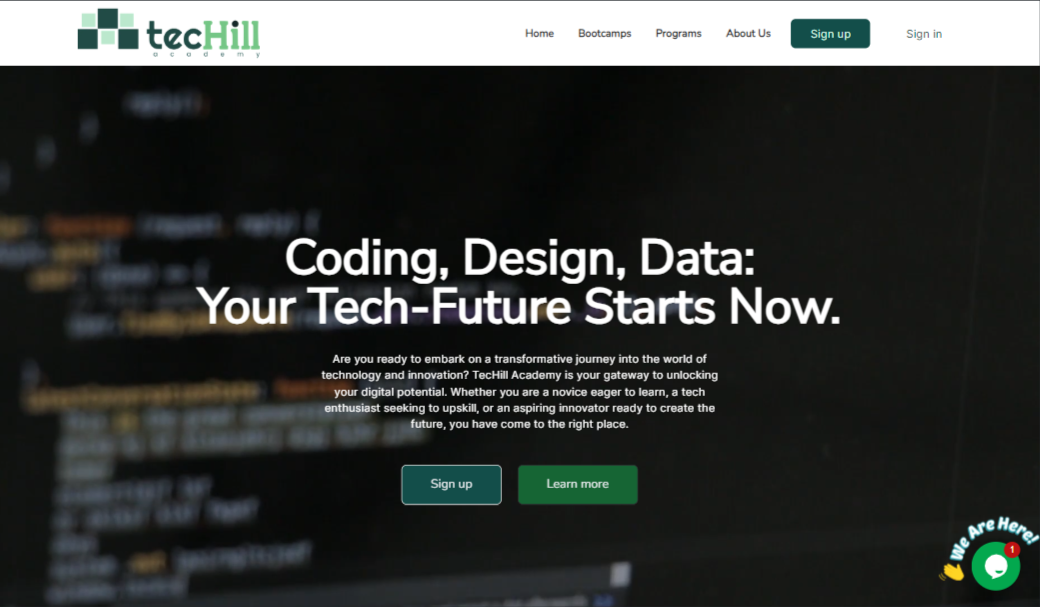 tecHill
academy
Home Bootcamps Programs About Us Sign up Sign in
Coding, Design, Data:
Your Tech-Future Starts Now.
Are you ready to embark on a transformative journey into the world of
technology and innovation? TecHill Academy is your gateway to unlocking
your digital potential. Whether you are a novice eager to learn, a tech
enthusiast seeking to upskill, or an aspiring innovator ready to create the
future, you have come to the right place.
Sign up Learn more
We Are Here!
1